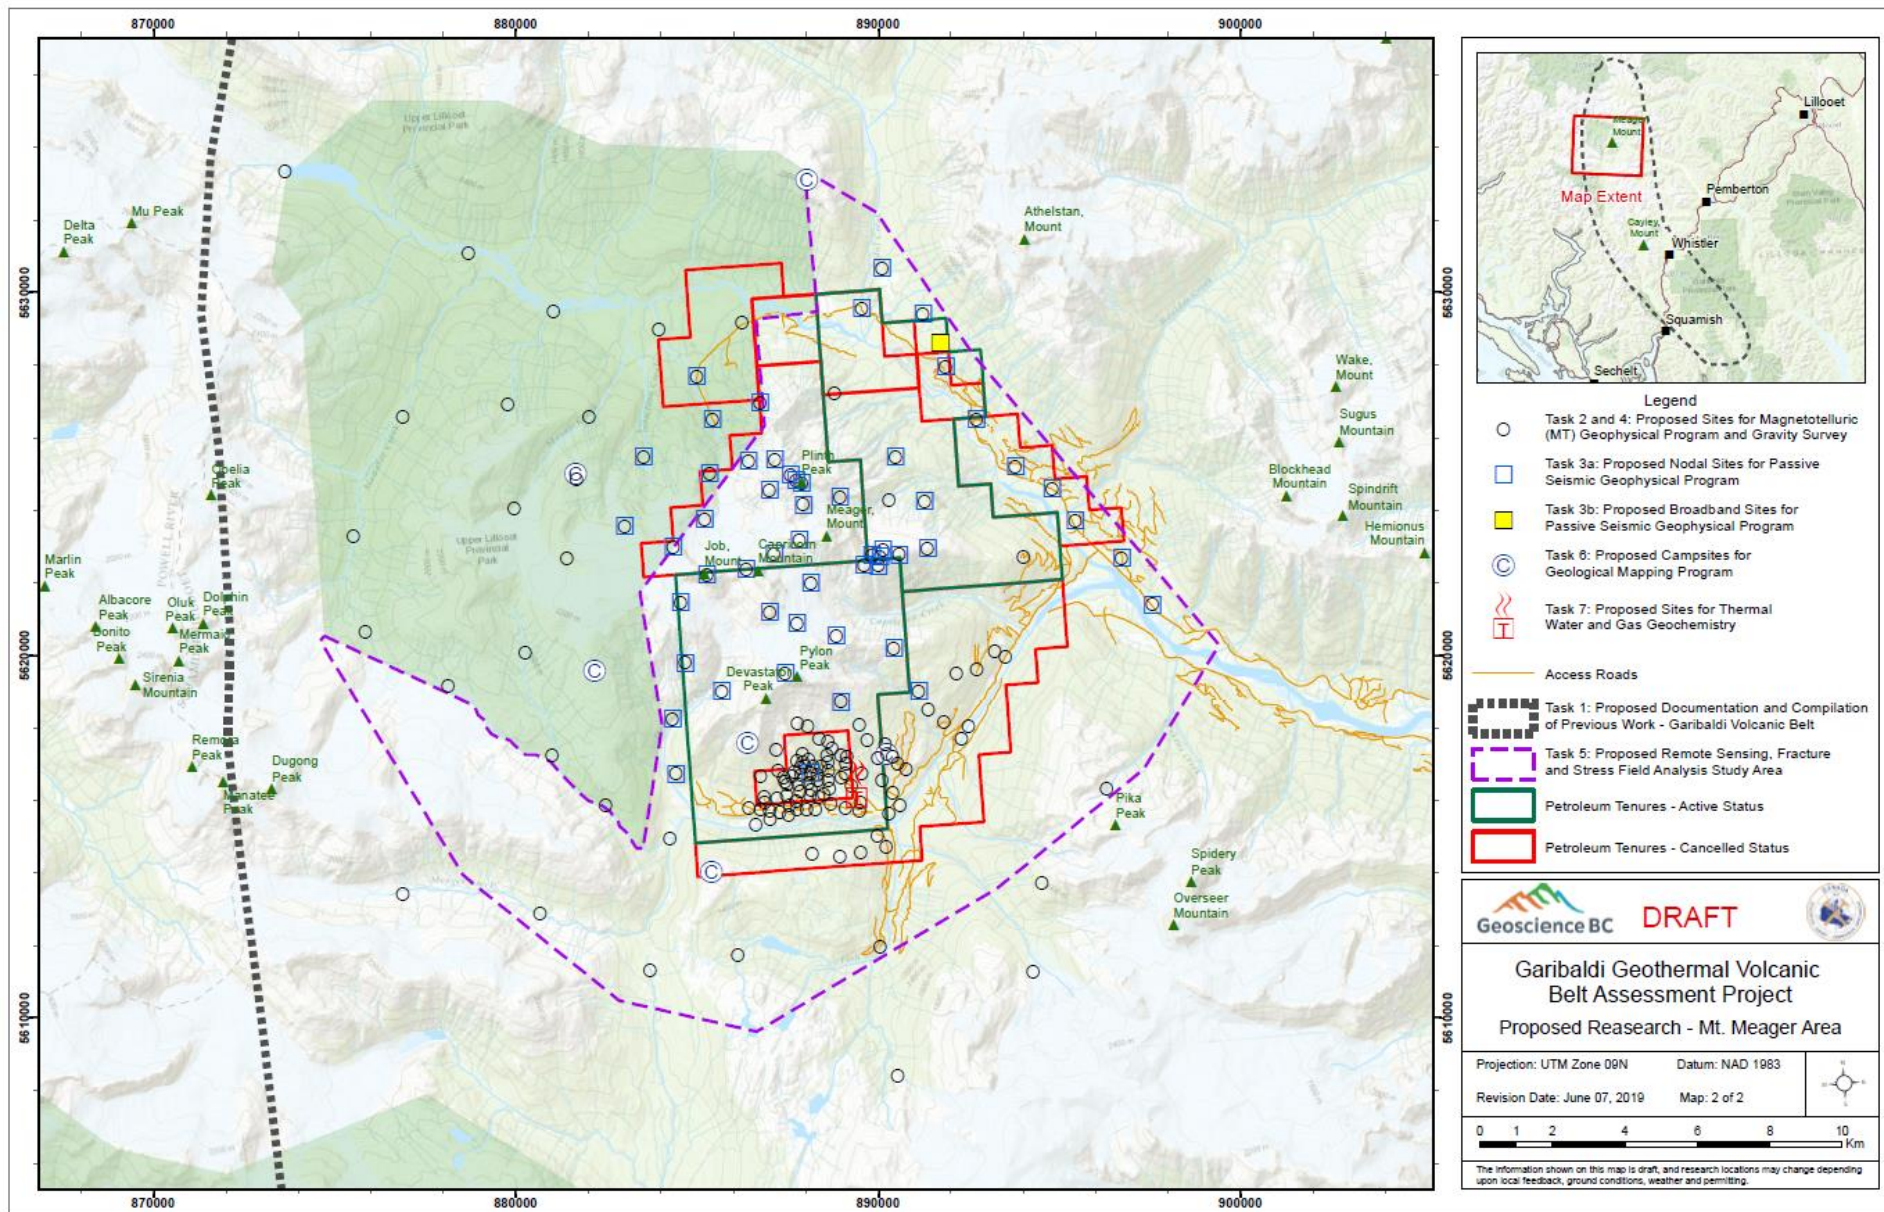 870000
880000
890000
900000
5630000
5620000
5610000
5630000
5620000
5610000
870000
880000
890000
900000
Upper Lillooet
Provincial Park
Delta
Peak
Mu Peak
Athelstan,
Mount
Wake,
Mount
Sugus
Mountain
Blockhead
Mountain
Spindrift
Mountain
Hemionus
Mountain
Plinth
Peak
Meager,
Mount
Job,
Mount
Capricorn
Mountain
Obelia
Peak
POWELL RIVER
Upper Lillooet
Provincial
Park
Marlin
Peak
Albacore
Peak
Bonito
Peak
Oluk
Peak
Dolphin
Peak
Mermaid
Peak
Sirenia
Mountain
Pylon
Peak
Devastator
Peak
Remora
Peak
Dugong
Peak
Manatee
Peak
Pika
Peak
Spidery
Peak
Overseer
Mountain
Lillooet
Meager
Mount
Map Extent
Pemberton
Cayley,
Mount
Whistler
Squamish
Sechelt
Legend
Task 2 and 4: Proposed Sites for Magnetotelluric
(MT) Geophysical Program and Gravity Survey
Task 3a: Proposed Nodal Sites for Passive
Seismic Geophysical Program
Task 3b: Proposed Broadband Sites for
Passive Seismic Geophysical Program
Task 6: Proposed Campsites for
Geological Mapping Program
Task 7: Proposed Sites for Thermal
Water and Gas Geochemistry
Access Roads
Task 1: Proposed Documentation and Compilation
of Previous Work - Garibaldi Volcanic Belt
Task 5: Proposed Remote Sensing, Fracture
and Stress Field Analysis Study Area
Petroleum Tenures - Active Status
Petroleum Tenures - Cancelled Status
Geoscience BC
DRAFT
Garibaldi Geothermal Volcanic
Belt Assessment Project
Proposed Reasearch - Mt. Meager Area
Projection: UTM Zone 09N
Datum: NAD 1983
Revision Date: June 07, 2019
Map: 2 of 2
0 1 2 4 6 8 10
Km
The information shown on this map is draft, and research locations may change depending
upon local feedback, ground conditions, weather and permitting.